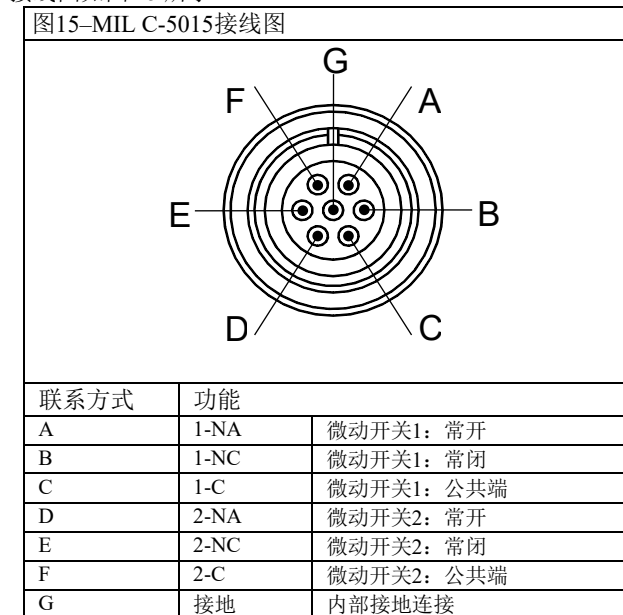 图15–MIL C-5015接线图
G
F A
E B
D C
联系方式 功能
A 1-NA 微动开关1：常开
B 1-NC 微动开关1：常闭
C 1-C 微动开关1：公共端
D 2-NA 微动开关2：常开
E 2-NC 微动开关2：常闭
F 2-C 微动开关2：公共端
G 接地 内部接地连接